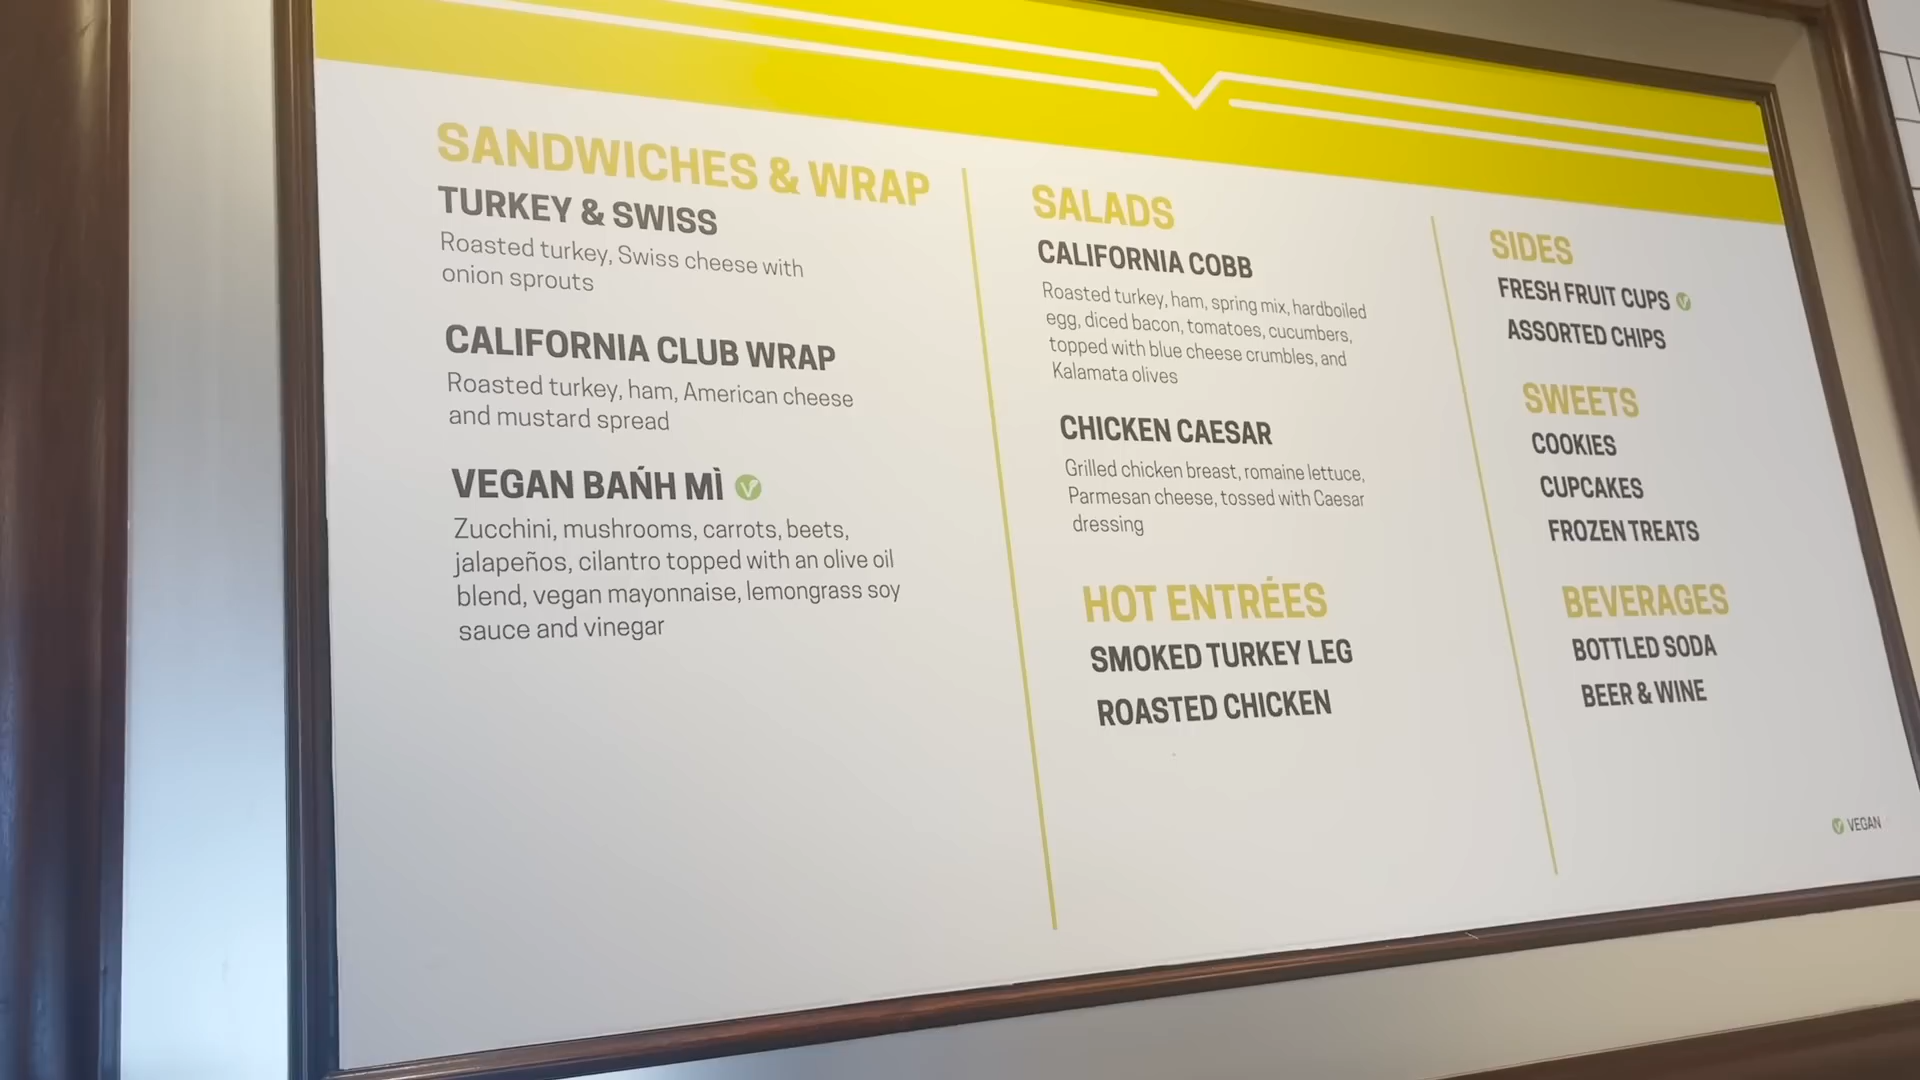 SANDWICHES & WRAP
TURKEY & SWISS
Roasted turkey, Swiss cheese with
onion sprouts
CALIFORNIA CLUB WRAP
Roasted turkey, ham, American cheese
and mustard spread
VEGAN BAŃH MÌ V
Zucchini, mushrooms, carrots, beets,
jalapeños, cilantro topped with an olive oil
blend, vegan mayonnaise, lemongrass soy
sauce and vinegar
SALADS
CALIFORNIA COBB
Roasted turkey, ham, spring mix, hardboiled
egg, diced bacon, tomatoes, cucumbers,
topped with blue cheese crumbles, and
Kalamata olives
CHICKEN CAESAR
Grilled chicken breast, romaine lettuce,
Parmesan cheese, tossed with Caesar
dressing
HOT ENTRÉES
SMOKED TURKEY LEG
ROASTED CHICKEN
SIDES
FRESH FRUIT CUPS V
ASSORTED CHIPS
SWEETS
COOKIES
CUPCAKES
FROZEN TREATS
BEVERAGES
BOTTLED SODA
BEER & WINE
V VEGAN